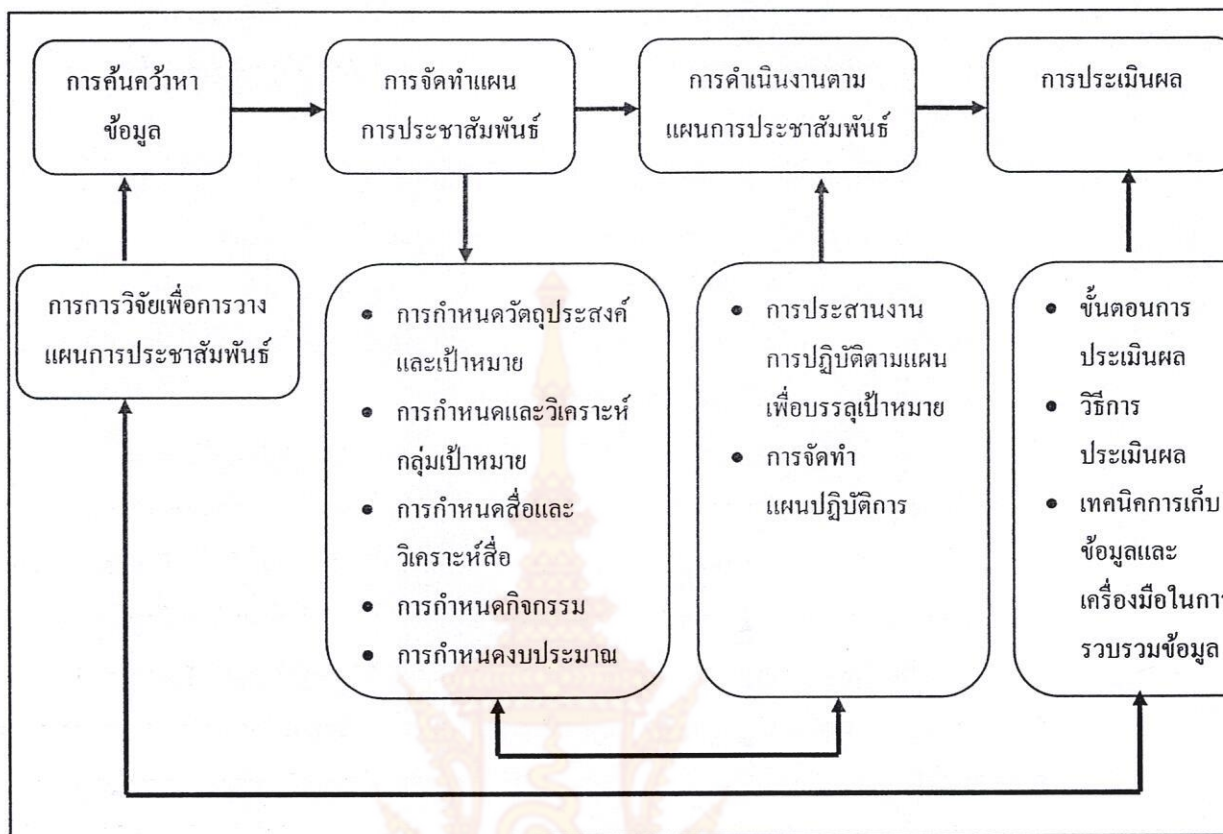 การค้นคว้าหา
ข้อมูล
การจัดทำแผน
การประชาสัมพันธ์
การดำเนินงานตาม
แผนการประชาสัมพันธ์
การประเมินผล
การการวิจัยเพื่อการวาง
แผนการประชาสัมพันธ์
• การกำหนดวัตถุประสงค์
และเป้าหมาย
• การกำหนดและวิเคราะห์
กลุ่มเป้าหมาย
• การกำหนดสื่อและ
วิเคราะห์สื่อ
• การกำหนดกิจกรรม
• การกำหนดงบประมาณ
• การประสานงาน
การปฏิบัติตามแผน
เพื่อบรรลุเป้าหมาย
• การจัดทำ
แผนปฏิบัติการ
• ขั้นตอนการ
ประเมินผล
• วิธีการ
ประเมินผล
• เทคนิคการเก็บ
ข้อมูลและ
เครื่องมือในการ
รวบรวมข้อมูล